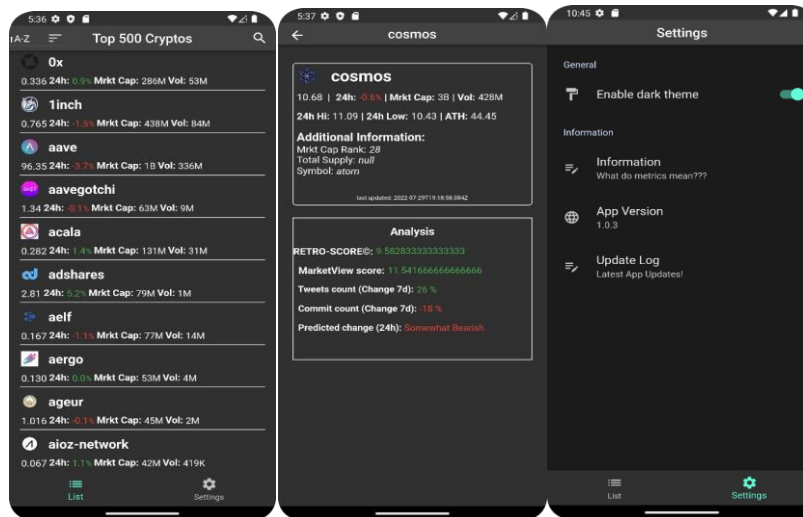 5:36
A-Z
Top 500 Cryptos
0x
0.336 24h: 0.9% Mrkt Cap: 286M Vol: 53M
1inch
0.765 24h: -1.5% Mrkt Cap: 438M Vol: 84M
aave
96.35 24h: -3.7% Mrkt Cap: 1B Vol: 336M
aavegotchi
1.34 24h: -0.1% Mrkt Cap: 63M Vol: 9M
acala
0.282 24h: 1.4% Mrkt Cap: 131M Vol: 31M
adshares
2.81 24h: 5.2% Mrkt Cap: 79M Vol: 1M
aelf
0.167 24h: -1.1% Mrkt Cap: 77M Vol: 14M
aergo
0.130 24h: 0.0% Mrkt Cap: 53M Vol: 4M
ageur
1.016 24h: -0.1% Mrkt Cap: 45M Vol: 2M
aioz-network
0.067 24h: 1.1% Mrkt Cap: 42M Vol: 419K
List
Settings
5:37
cosmos
cosmos
10.68 | 24h: -0.6% | Mrkt Cap: 3B | Vol: 428M
24h Hi: 11.09 | 24h Low: 10.43 | ATH: 44.45
Additional Information:
Mrkt Cap Rank: 28
Total Supply: null
Symbol: atom
last updated: 2022-07-29T19:18:58.084Z
Analysis
RETRO-SCORE©: 9.582833333333333
MarketView score: 11.541666666666666
Tweets count (Change 7d): 26 %
Commit count (Change 7d): -18 %
Predicted change (24h): Somewhat Bearish
10:45
Settings
General
Enable dark theme
Information
Information
What do metrics mean???
App Version
1.0.3
Update Log
Latest App Updates!
List
Settings